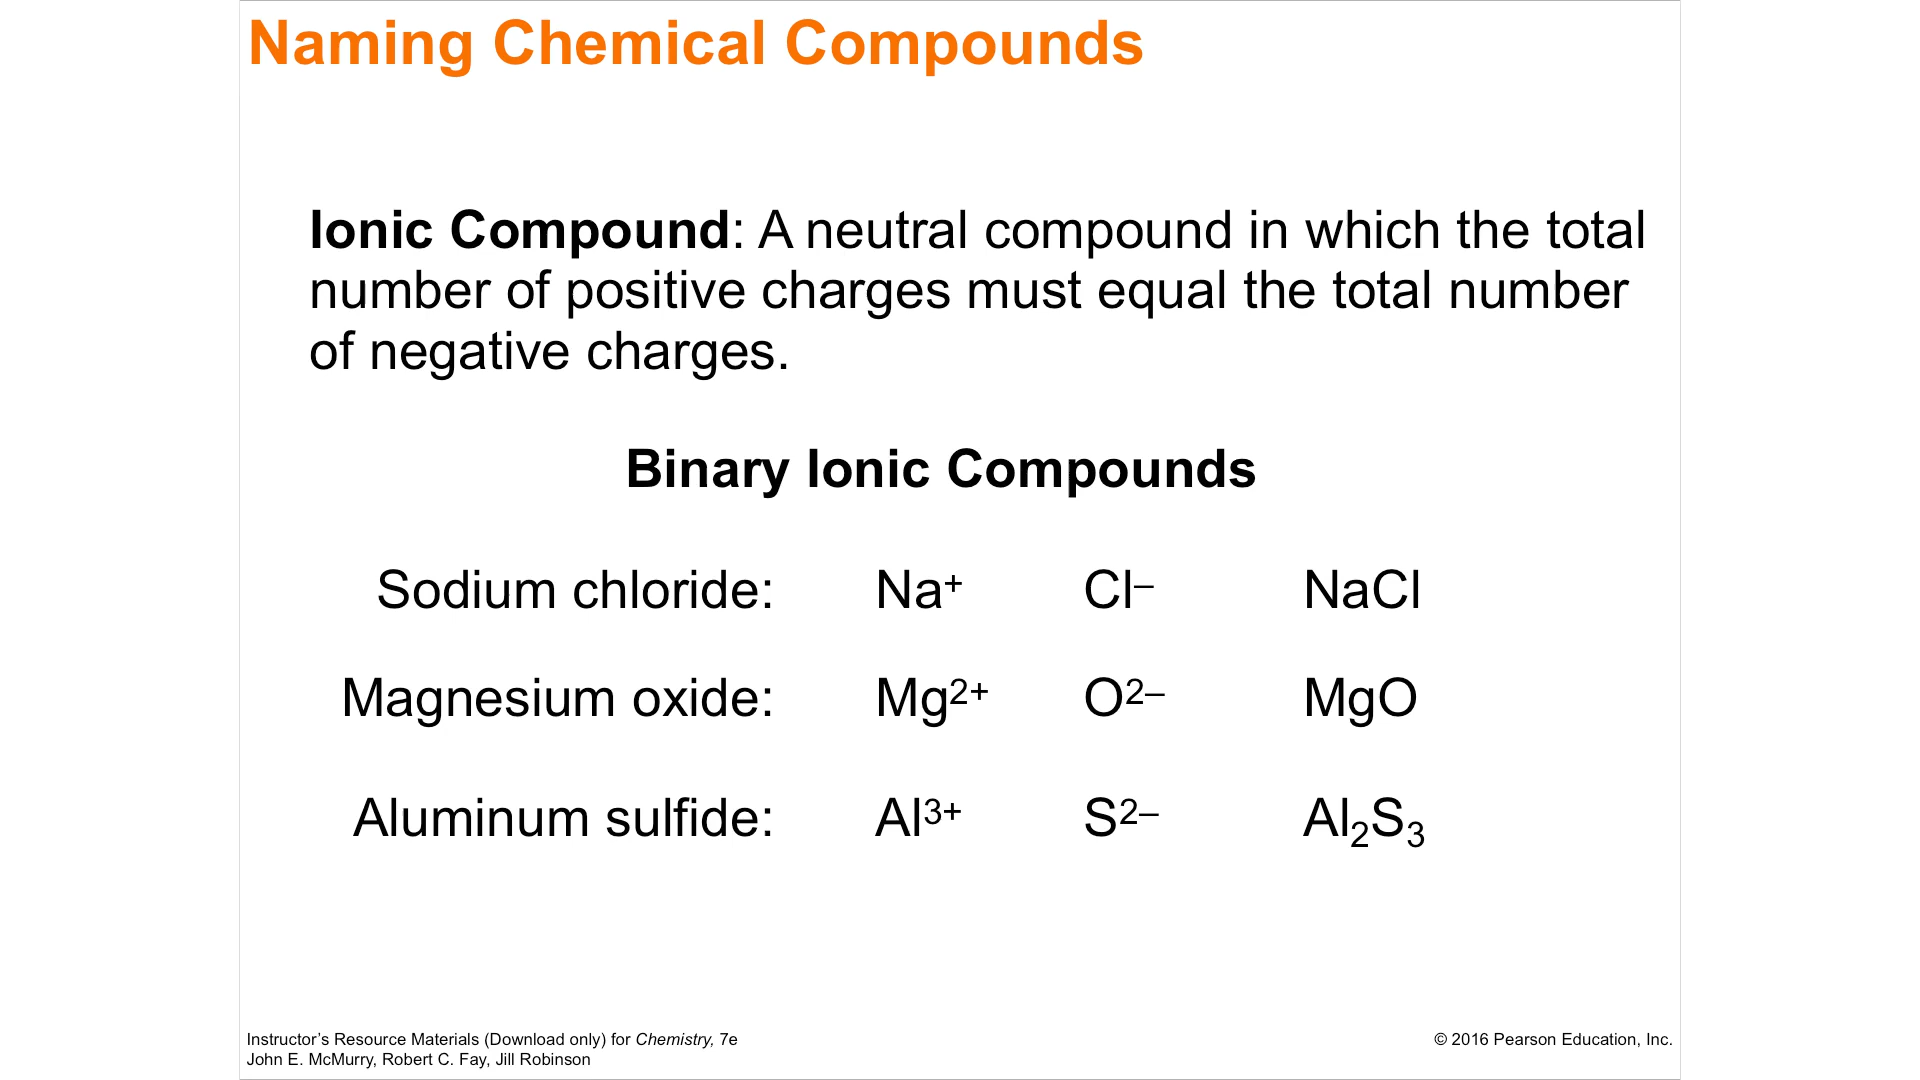 Naming Chemical Compounds
Ionic Compound: A neutral compound in which the total
number of positive charges must equal the total number
of negative charges.
Binary Ionic Compounds
Sodium chloride: Na⁺ Cl⁻ NaCl
Magnesium oxide: Mg²⁺ O²⁻ MgO
Aluminum sulfide: Al³⁺ S²⁻ Al₂S₃
Instructor’s Resource Materials (Download only) for Chemistry, 7e
John E. McMurry, Robert C. Fay, Jill Robinson
© 2016 Pearson Education, Inc.